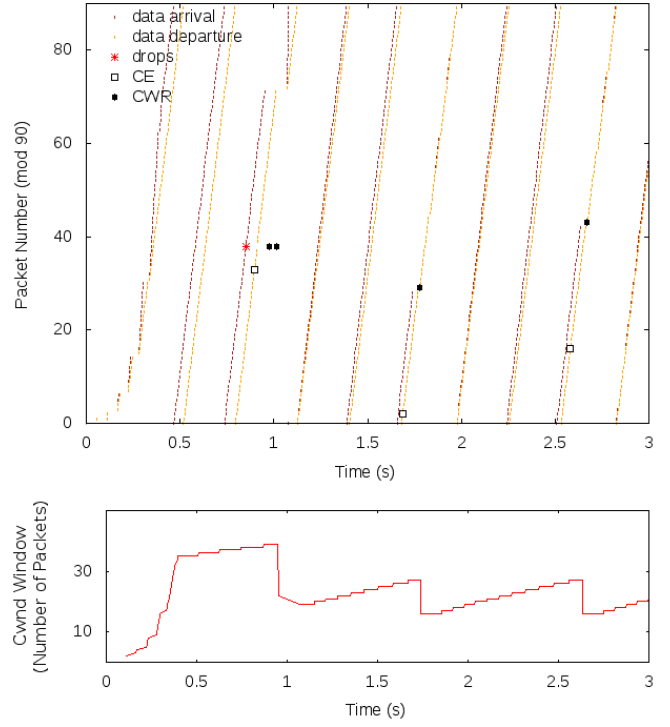 data arrival
data departure
drops
CE
CWR
80
60
40
20
0
Packet Number (mod 90)
0 0.5 1 1.5 2 2.5 3
Time (s)
Cwnd Window
(Number of Packets)
30
10
0 0.5 1 1.5 2 2.5 3
Time (s)